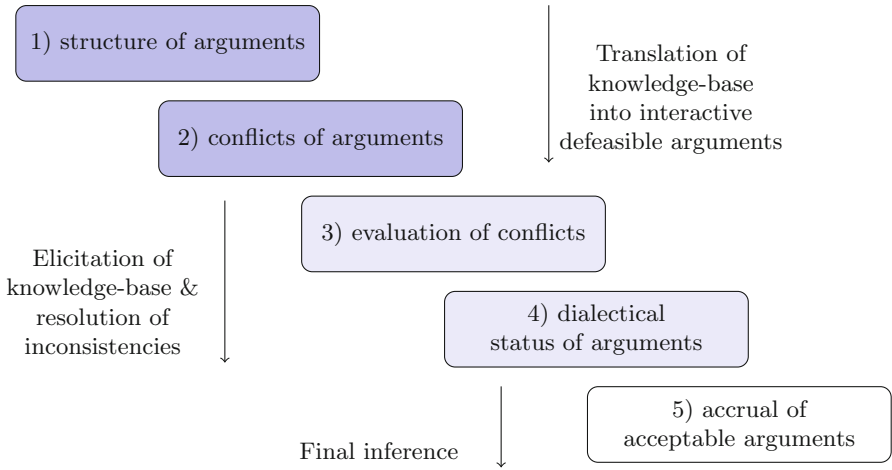 1) structure of arguments
Translation of
knowledge-base
into interactive
defeasible arguments
2) conflicts of arguments
3) evaluation of conflicts
Elicitation of
knowledge-base &
resolution of
inconsistencies
4) dialectical
status of arguments
5) accrual of
acceptable arguments
Final inference